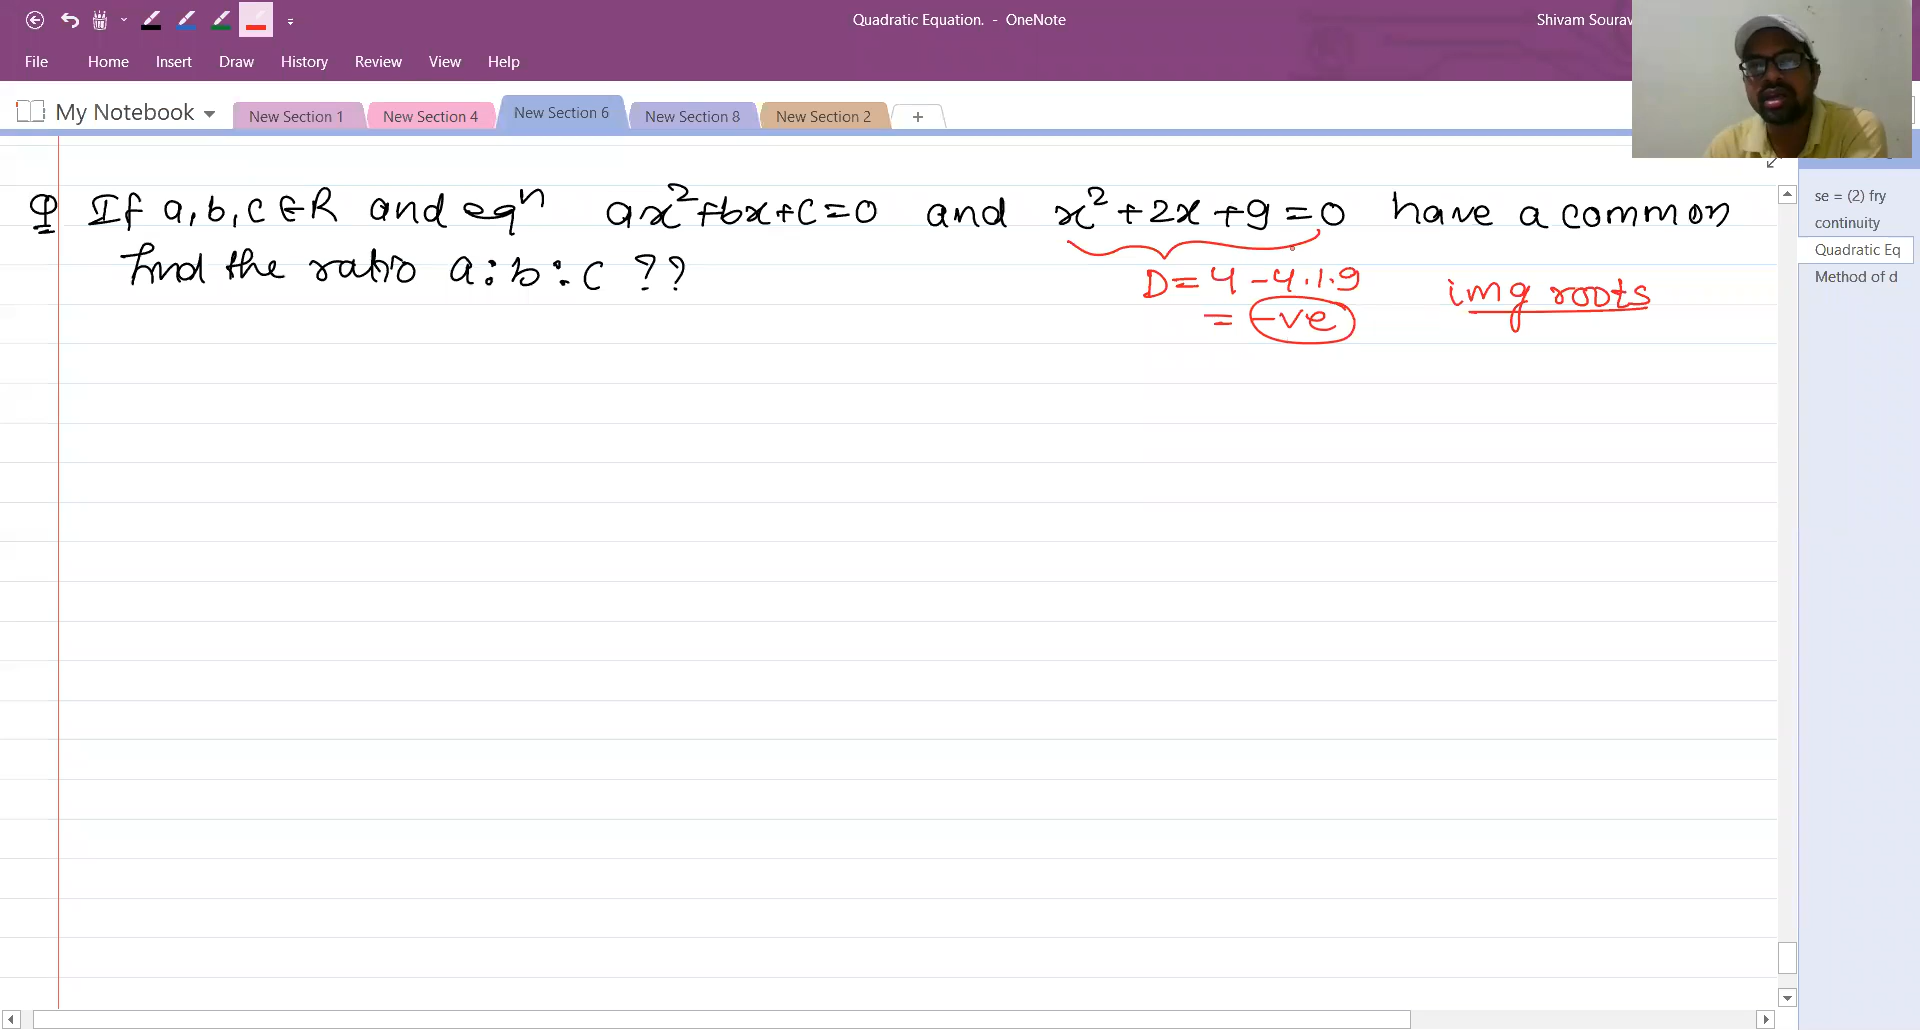 Quadratic Equation. - OneNote
Shivam Sourav
File Home Insert Draw History Review View Help
My Notebook New Section 1 New Section 4 New Section 6 New Section 8 New Section 2 +
Q If a, b, c ∈ R and eqⁿ ax²+bx+c=0 and x²+2x+9=0 have a common
find the ratio a:b:c ??
D = 4 - 4.1.9
= -ve
img roots
se = (2) fry
continuity
Quadratic Eq
Method of d